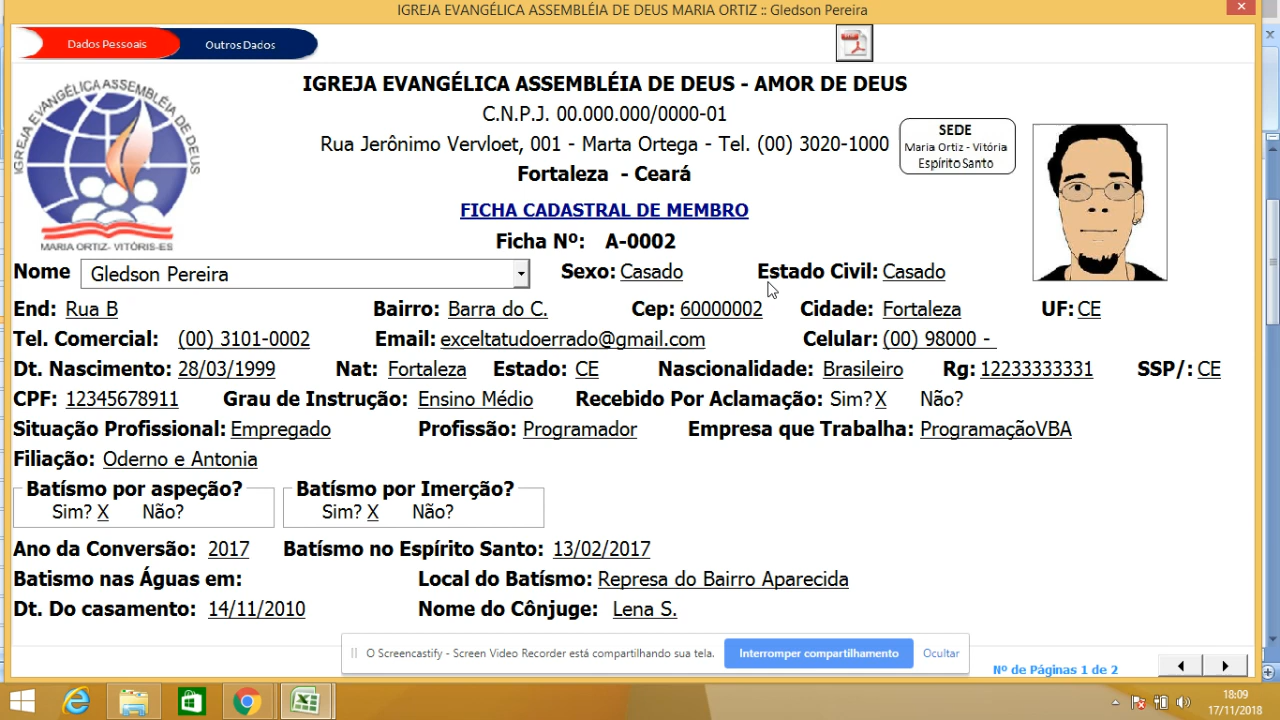 IGREJA EVANGÉLICA ASSEMBLÉIA DE DEUS MARIA ORTIZ :: Gledson Pereira
Dados Pessoais Outros Dados
IGREJA EVANGÉLICA ASSEMBLÉIA DE DEUS
MARIA ORTIZ- VITÓRIS-ES
IGREJA EVANGÉLICA ASSEMBLÉIA DE DEUS - AMOR DE DEUS
C.N.P.J. 00.000.000/0000-01
Rua Jerônimo Vervloet, 001 - Marta Ortega - Tel. (00) 3020-1000
Fortaleza - Ceará
SEDE
Maria Ortiz - Vitória
Espírito Santo
FICHA CADASTRAL DE MEMBRO
Ficha Nº: A-0002
Nome Gledson Pereira Sexo: Casado Estado Civil: Casado
End: Rua B Bairro: Barra do C. Cep: 60000002 Cidade: Fortaleza UF: CE
Tel. Comercial: (00) 3101-0002 Email: exceltatudoerrado@gmail.com Celular: (00) 98000 -
Dt. Nascimento: 28/03/1999 Nat: Fortaleza Estado: CE Nascionalidade: Brasileiro Rg: 12233333331 SSP/: CE
CPF: 12345678911 Grau de Instrução: Ensino Médio Recebido Por Aclamação: Sim? X Não?
Situação Profissional: Empregado Profissão: Programador Empresa que Trabalha: ProgramaçãoVBA
Filiação: Oderno e Antonia
Batísmo por aspeção? Batísmo por Imerção?
Sim? X Não? Sim? X Não?
Ano da Conversão: 2017 Batísmo no Espírito Santo: 13/02/2017
Batismo nas Águas em: Local do Batísmo: Represa do Bairro Aparecida
Dt. Do casamento: 14/11/2010 Nome do Cônjuge: Lena S.
O Screencastify - Screen Video Recorder está compartilhando sua tela. Interromper compartilhamento Ocultar
Nº de Páginas 1 de 2
18:09
17/11/2018